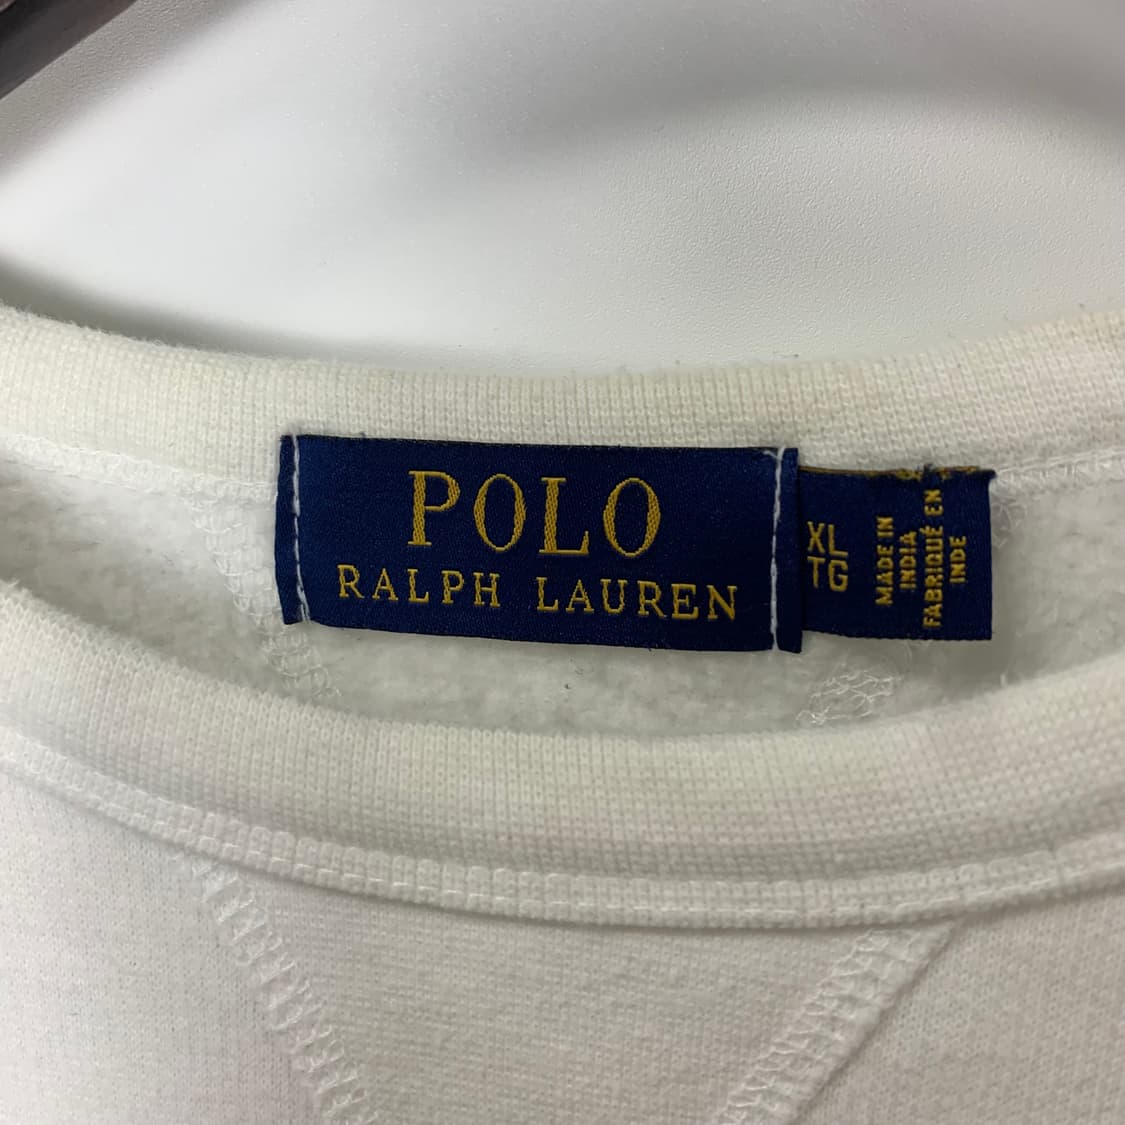 POLO
RALPH LAUREN
XL
TG
MADE IN
INDIA
FABRIQUÉ EN
INDE